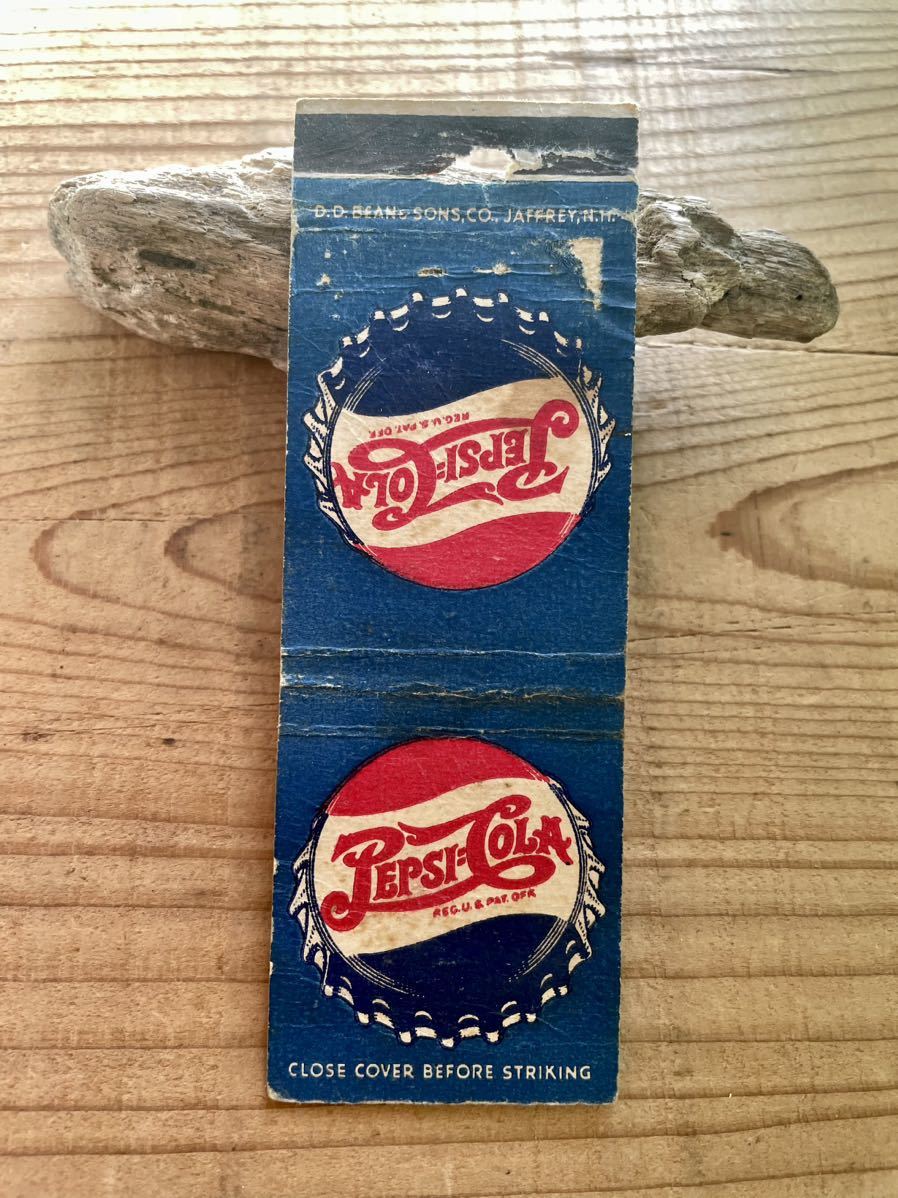 D.D. BEAN & SONS, CO., JAFFREY, N.H.
PEPSI=COLA
REG. U. S. PAT. OFF.
PEPSI=COLA
REG. U. S. PAT. OFF.
CLOSE COVER BEFORE STRIKING